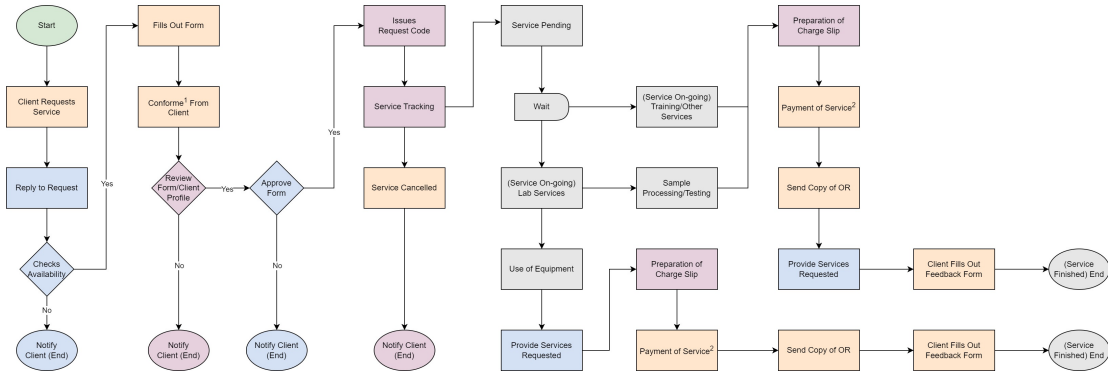 Start
Client Requests
Service
Reply to Request
Checks
Availability
No
Notify
Client (End)
Yes
Fills Out Form
Conforme¹ From
Client
Review
Form/Client
Profile
No
Notify
Client (End)
Yes
Approve
Form
No
Notify Client
(End)
Yes
Issues
Request Code
Service Tracking
Service Cancelled
Notify Client
(End)
Service Pending
Wait
(Service On-going)
Lab Services
Use of Equipment
Provide Services
Requested
(Service On-going)
Training/Other
Services
Sample
Processing/Testing
Preparation of
Charge Slip
Payment of Service²
Send Copy of OR
Client Fills Out
Feedback Form
(Service
Finished) End
Preparation of
Charge Slip
Payment of Service²
Send Copy of OR
Provide Services
Requested
Client Fills Out
Feedback Form
(Service
Finished) End